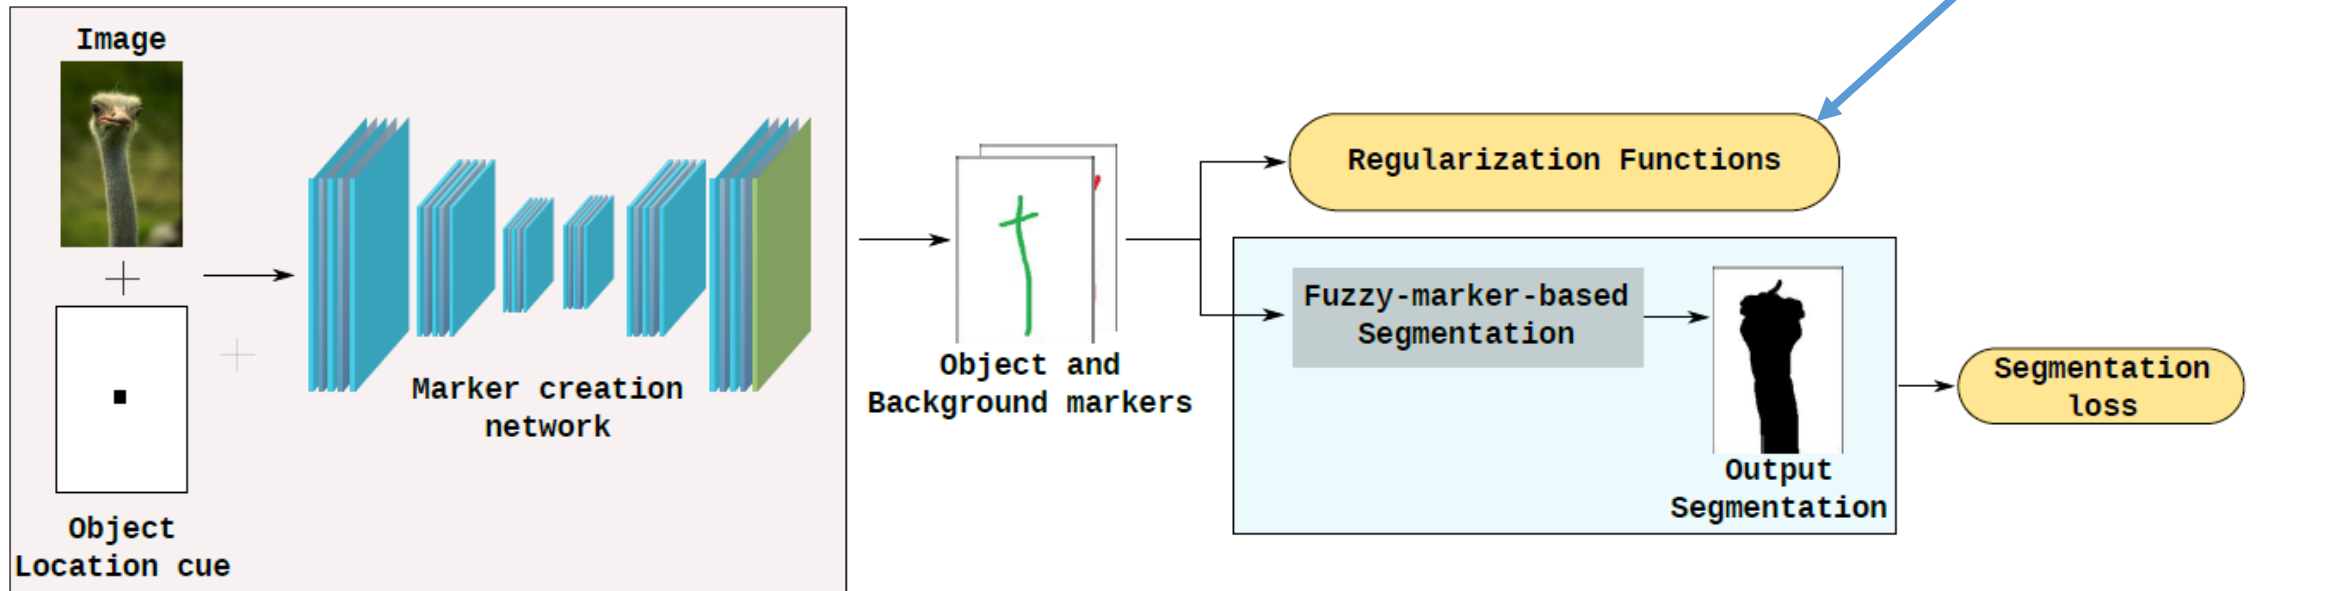 Image
Object
Location cue
Marker creation
network
Object and
Background markers
Regularization Functions
Fuzzy-marker-based
Segmentation
Output
Segmentation
Segmentation
loss